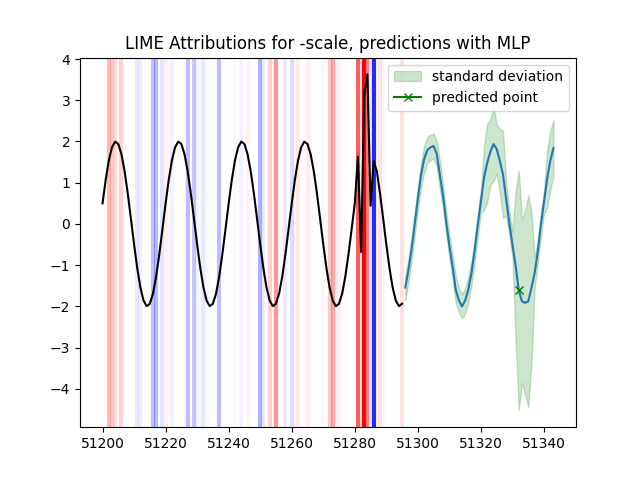 LIME Attributions for -scale, predictions with MLP
standard deviation
predicted point
4
3
2
1
0
−1
−2
−3
−4
51200 51220 51240 51260 51280 51300 51320 51340